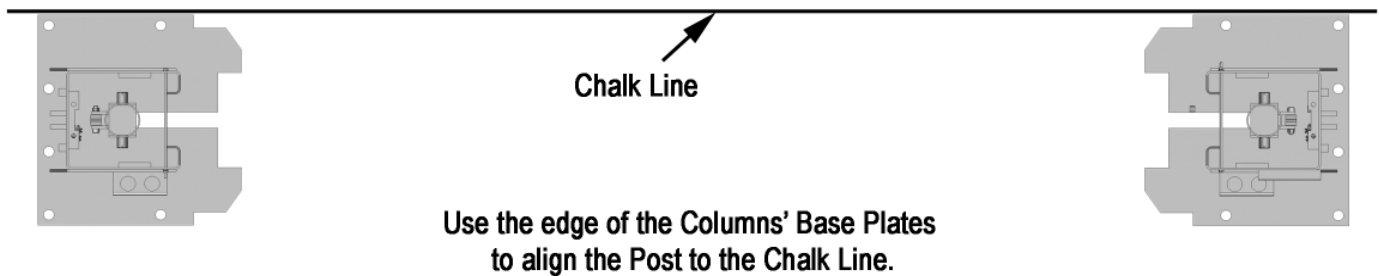 Chalk Line
Use the edge of the Columns' Base Plates
to align the Post to the Chalk Line.